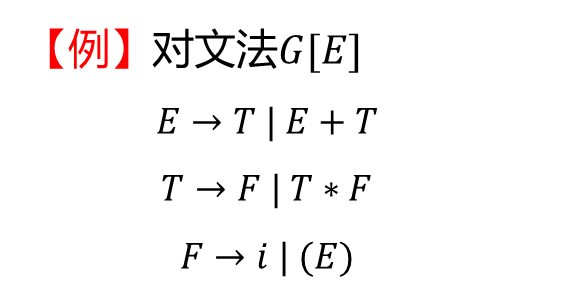 【例】对文法G[E]
E → T | E + T
T → F | T ∗ F
F → i | (E)